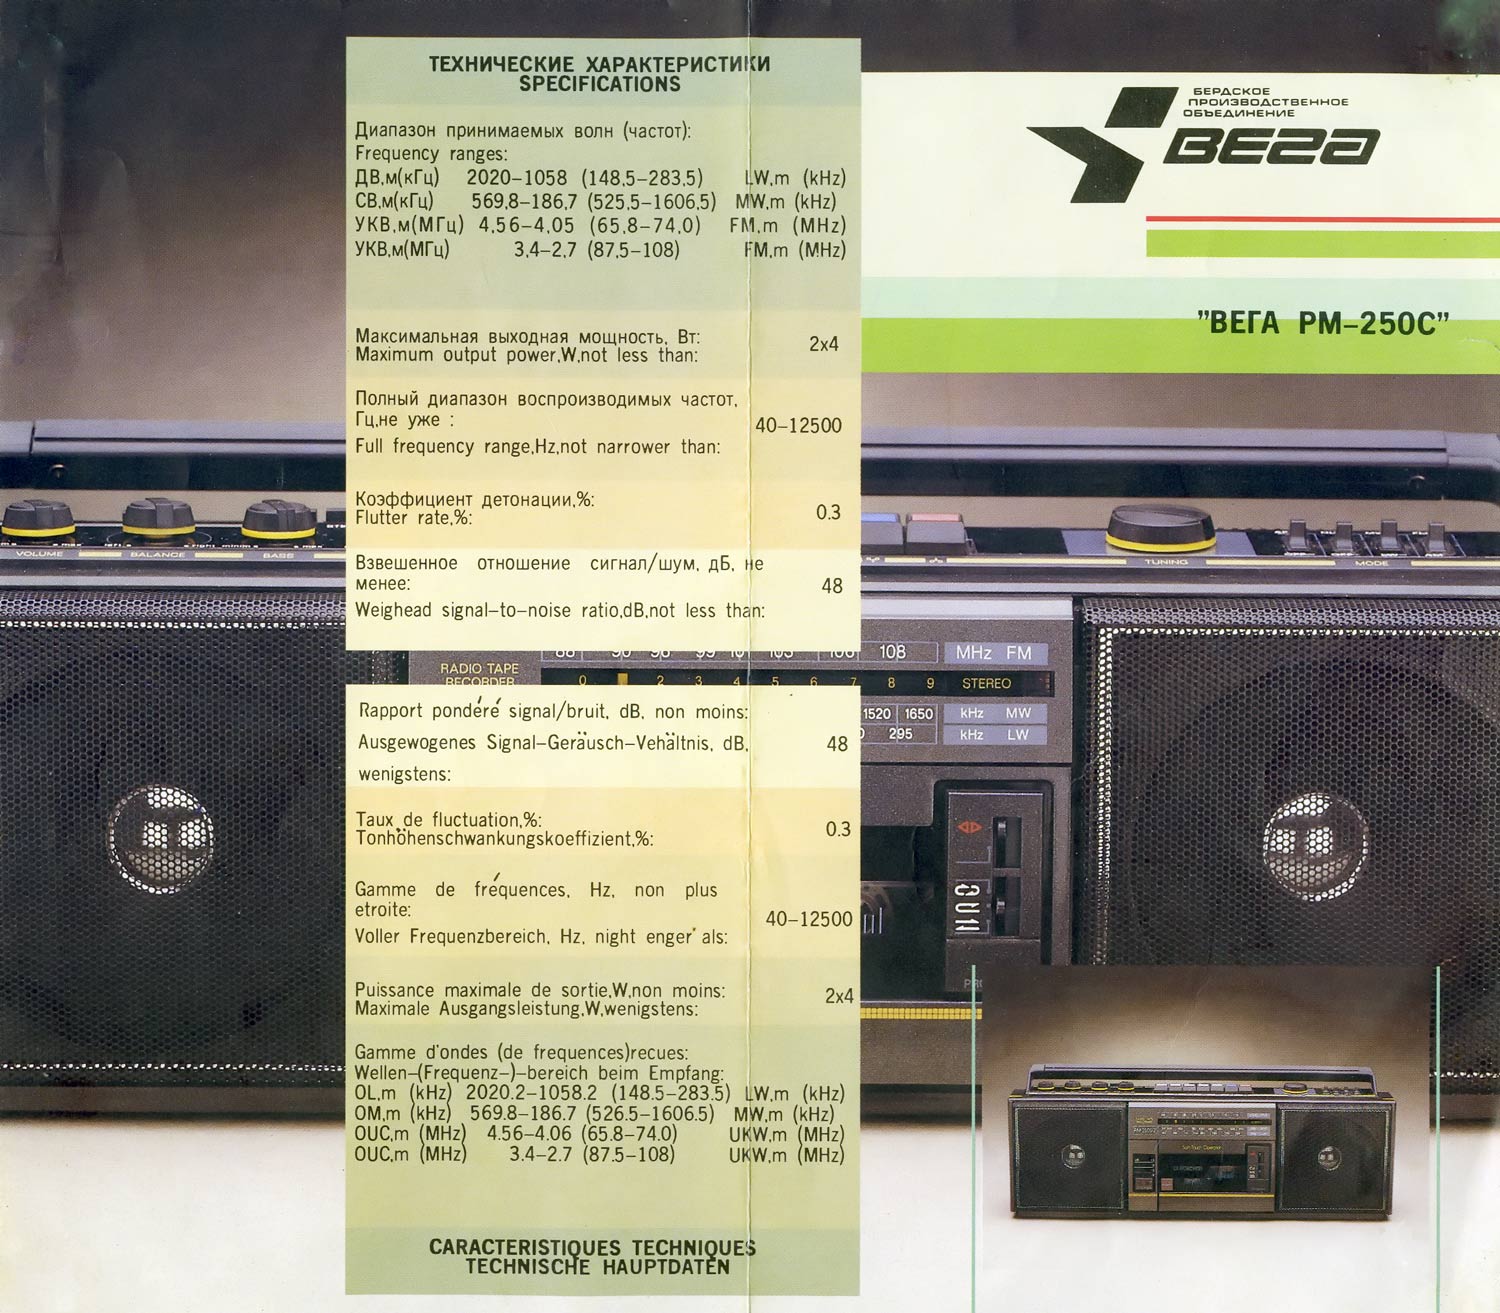 ТЕХНИЧЕСКИЕ ХАРАКТЕРИСТИКИ
SPECIFICATIONS
Диапазон принимаемых волн (частот):
Frequency ranges:
ДВ,м(кГц) 2020–1058 (148,5–283,5) LW,m (kHz)
СВ,м(кГц) 569,8–186,7 (525,5–1606,5) MW,m (kHz)
УКВ,м(МГц) 4,56–4,05 (65,8–74,0) FM,m (MHz)
УКВ,м(МГц) 3,4–2,7 (87,5–108) FM,m (MHz)
Максимальная выходная мощность, Вт:
Maximum output power,W,not less than: 2x4
Полный диапазон воспроизводимых частот,
Гц,не уже :
40–12500
Full frequency range,Hz,not narrower than:
Коэффициент детонации,%:
Flutter rate,%: 0.3
Взвешенное отношение сигнал/шум, дБ, не
менее: 48
Weighead signal–to–noise ratio,dB,not less than:
Rapport pondéré signal/bruit, dB, non moins:
Ausgewogenes Signal–Geräusch–Vehältnis, dB, 48
wenigstens:
Taux de fluctuation,%:
Tonhöhenschwankungskoeffizient,%: 0.3
Gamme de fréquences, Hz, non plus
etroite:
40–12500
Voller Frequenzbereich, Hz, night enger als:
Puissance maximale de sortie,W,non moins: 2x4
Maximale Ausgangsleistung,W,wenigstens:
Gamme d'ondes (de frequences)recues:
Wellen–(Frequenz–)–bereich beim Empfang:
OL,m (kHz) 2020.2–1058.2 (148.5–283.5) LW,m (kHz)
OM,m (kHz) 569.8–186.7 (526.5–1606.5) MW,m (kHz)
OUC,m (MHz) 4.56–4.06 (65.8–74.0) UKW,m (MHz)
OUC,m (MHz) 3.4–2.7 (87.5–108) UKW,m (MHz)
CARACTERISTIQUES TECHNIQUES
TECHNISCHE HAUPTDATEN
БЕРДСКОЕ
ПРОИЗВОДСТВЕННОЕ
ОБЪЕДИНЕНИЕ
ВЕГА
"ВЕГА РМ–250С"
VOLUME BALANCE BASS
TUNING MODE
108 MHz FM
RADIO TAPE
RECORDER
0 2 3 4 5 6 7 8 9 STEREO
1520 1650 kHz MW
295 kHz LW